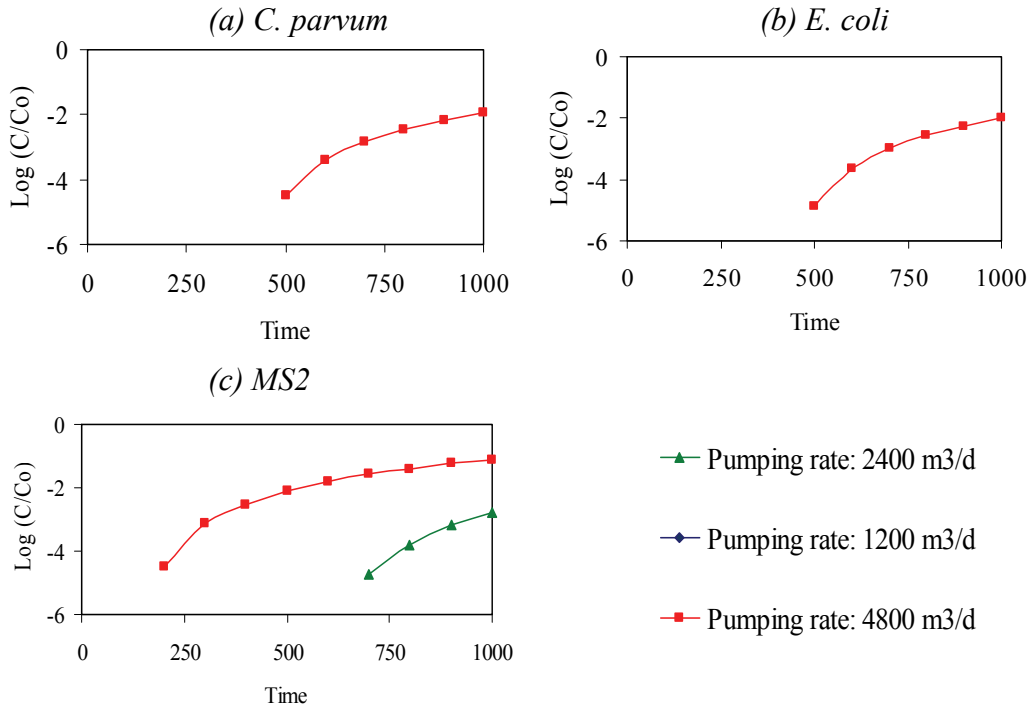 (a) C. parvum
0
-2
-4
-6
Log (C/Co)
0 250 500 750 1000
Time
(b) E. coli
0
-2
-4
-6
Log (C/Co)
0 250 500 750 1000
Time
(c) MS2
0
-2
-4
-6
Log (C/Co)
0 250 500 750 1000
Time
Pumping rate: 2400 m3/d
Pumping rate: 1200 m3/d
Pumping rate: 4800 m3/d